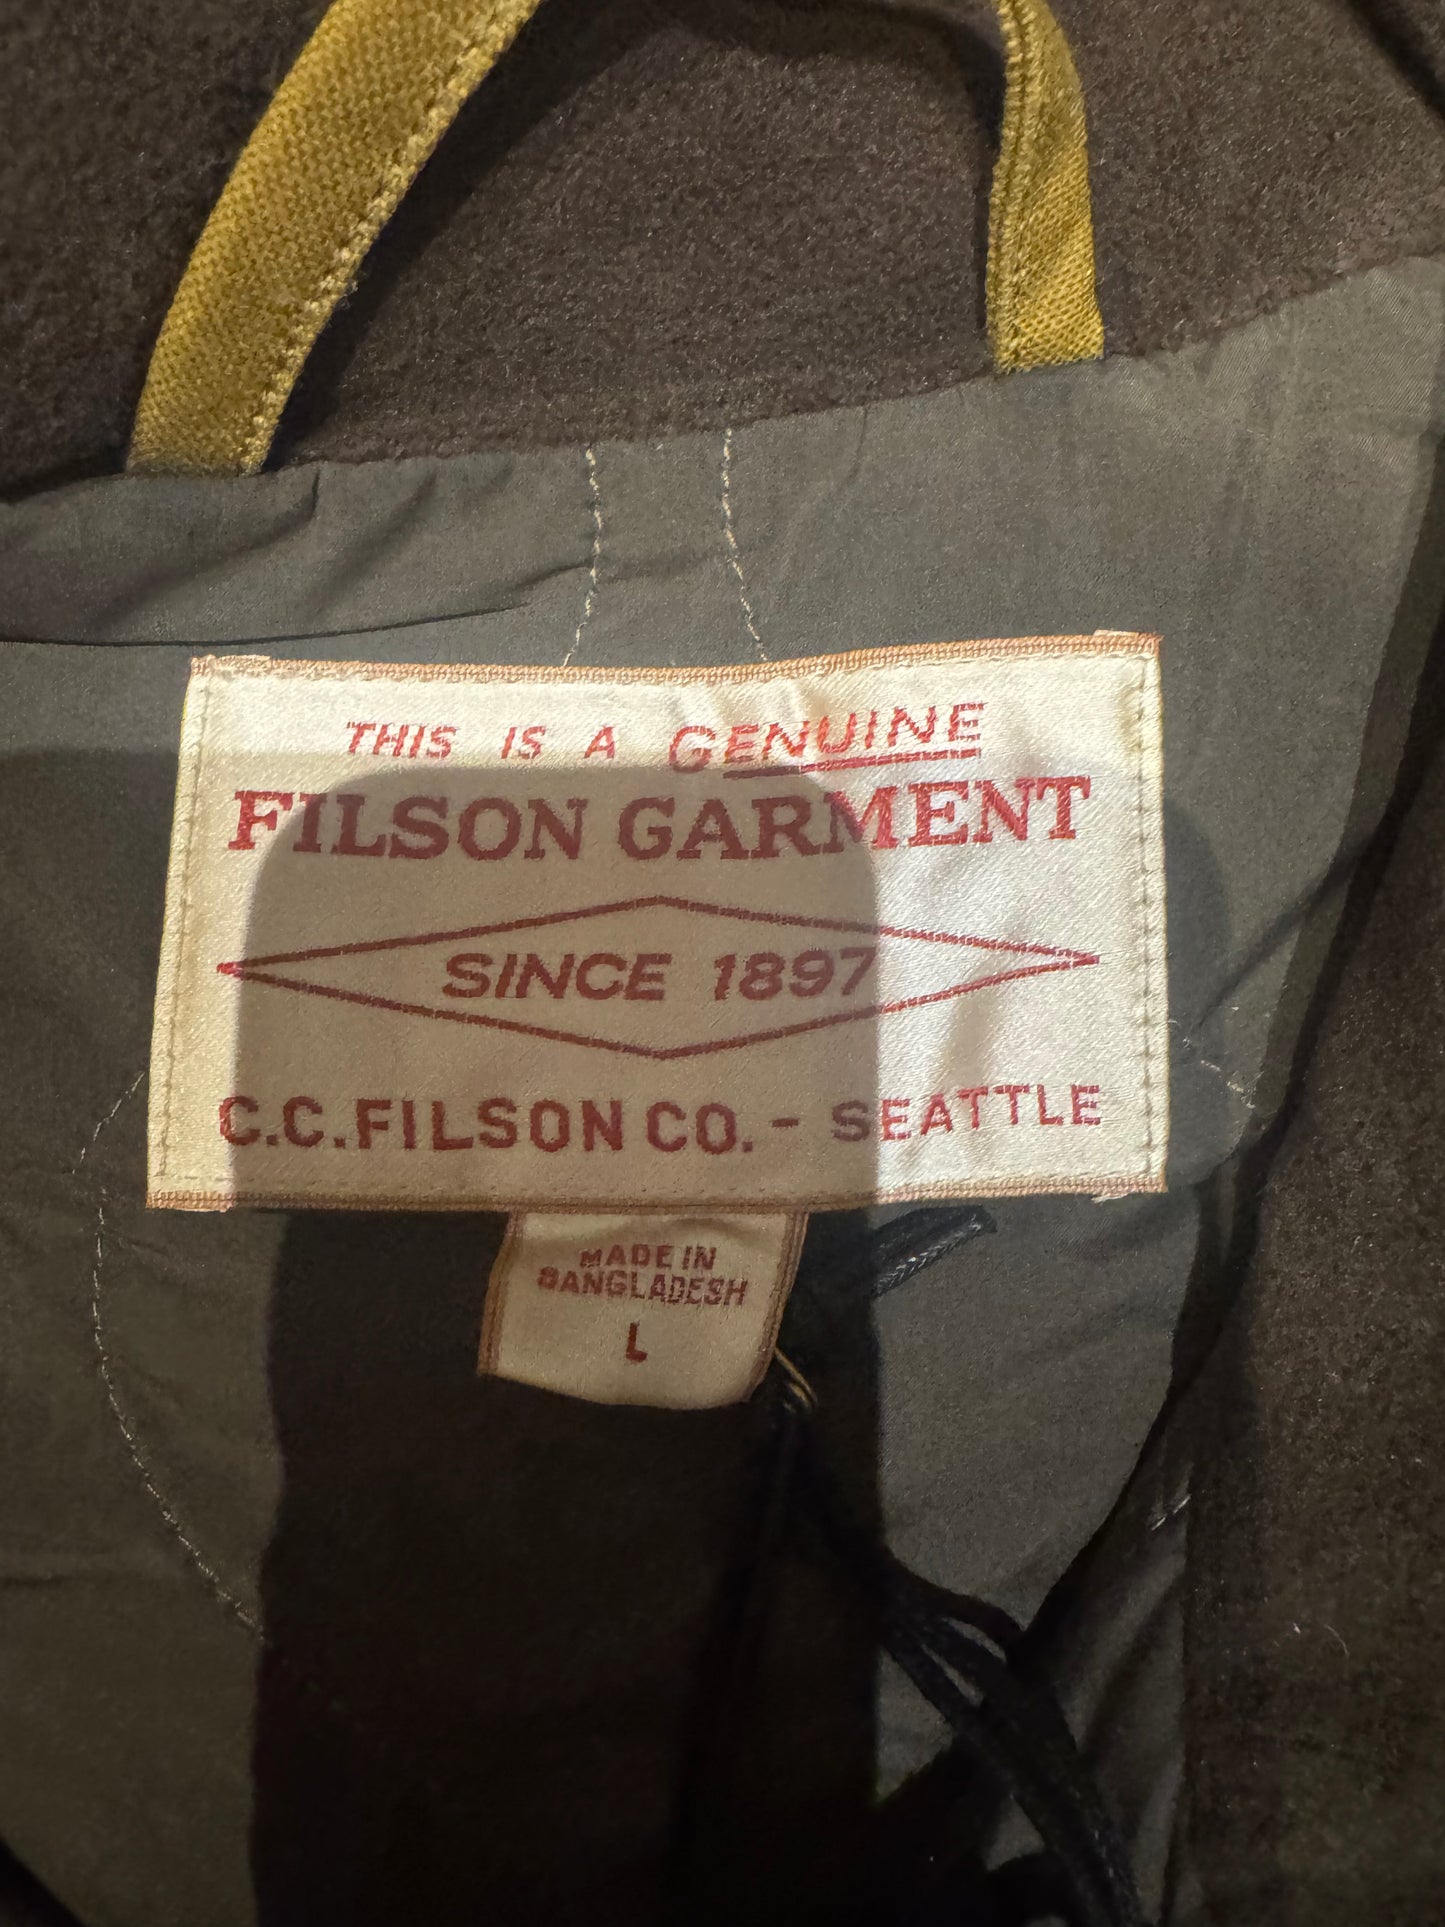 THIS IS A GENUINE
FILSON GARMENT
SINCE 1897
C.C. FILSON CO. - SEATTLE
MADE IN
BANGLADESH
L